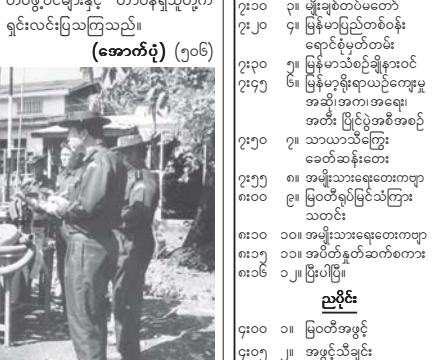 ရှင်းလင်းပြသကြသည်။
(အောက်ပုံ) (၅၀၆)
၇း၁၀ ၃။ မျိုးချစ်တပ်မတော်
၇း၂၀ ၄။ မြန်မာပြည်တစ်ဝန်း
ရောင်စုံမှတ်တမ်း
၇း၃၀ ၅။ မြန်မာသံစဉ်ချိုနားဝင်
၇း၄၅ ၆။ မြန်မာ့ရိုးရာယဉ်ကျေးမှု
အဆို၊ အက၊ အရေး၊
အတီး ပြိုင်ပွဲအစီအစဉ်
၇း၅၀ ၇။ သာယာသီကြွေး
ခေတ်ဆန်းတေး
၇း၅၅ ၈။ အမျိုးသားရေးတေးကဗျာ
၈း၀၀ ၉။ မြဝတီရုပ်မြင်သံကြား
သတင်း
၈း၁၀ ၁၀။ အမျိုးသားရေးတေးကဗျာ
၈း၁၅ ၁၁။ အပိတ်နှုတ်ဆက်စကား
၈း၁၆ ၁၂။ ပြီးပါပြီ။
ညပိုင်း
၄း၀၀ ၁။ မြဝတီအဖွင့်
၄း၀၅ ၂။ အဖွင့်သီချင်း